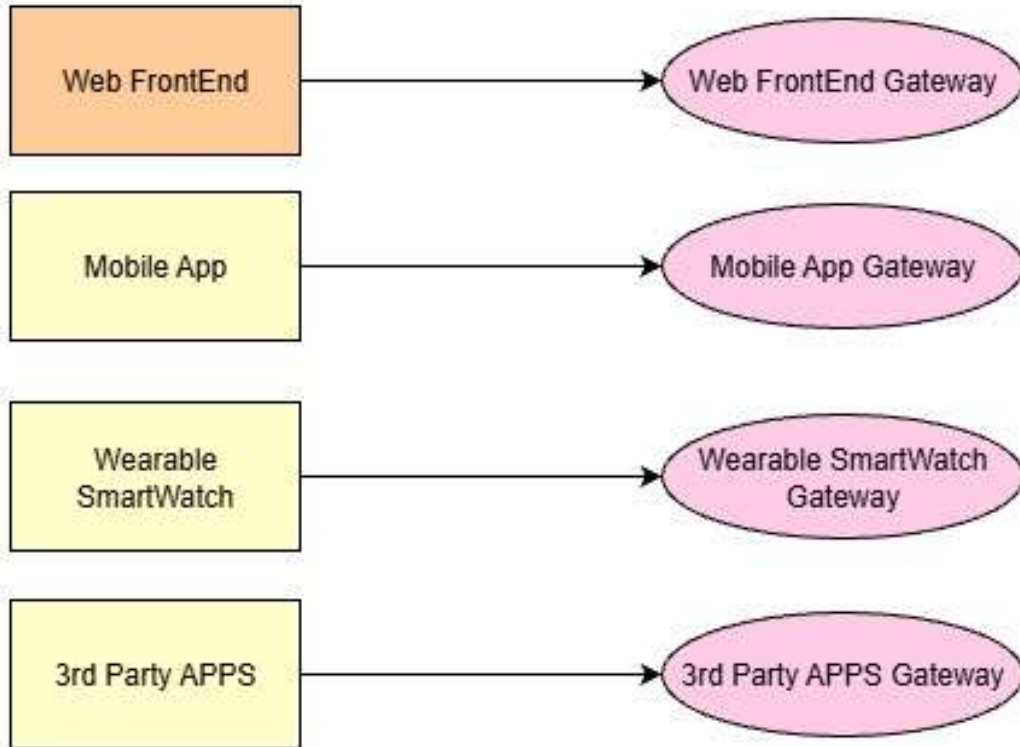 Web FrontEnd
Web FrontEnd Gateway
Mobile App
Mobile App Gateway
Wearable
SmartWatch
Wearable SmartWatch
Gateway
3rd Party APPS
3rd Party APPS Gateway